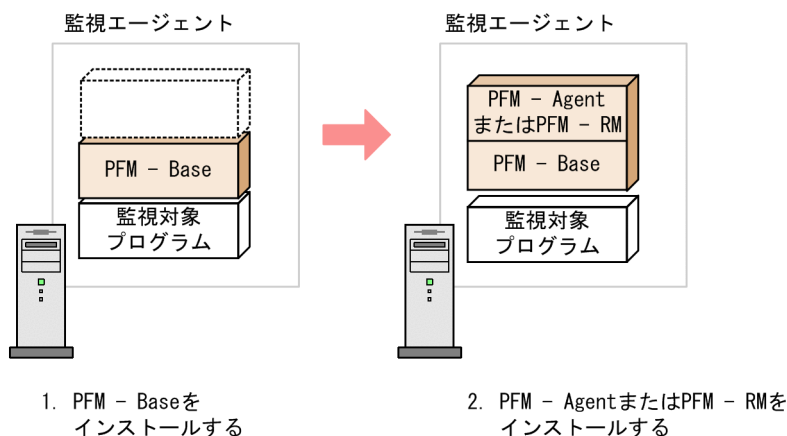 監視エージェント
PFM － Base
監視対象
プログラム
1. PFM － Baseを
インストールする
監視エージェント
PFM － Agent
またはPFM － RM
PFM － Base
監視対象
プログラム
2. PFM － AgentまたはPFM － RMを
インストールする